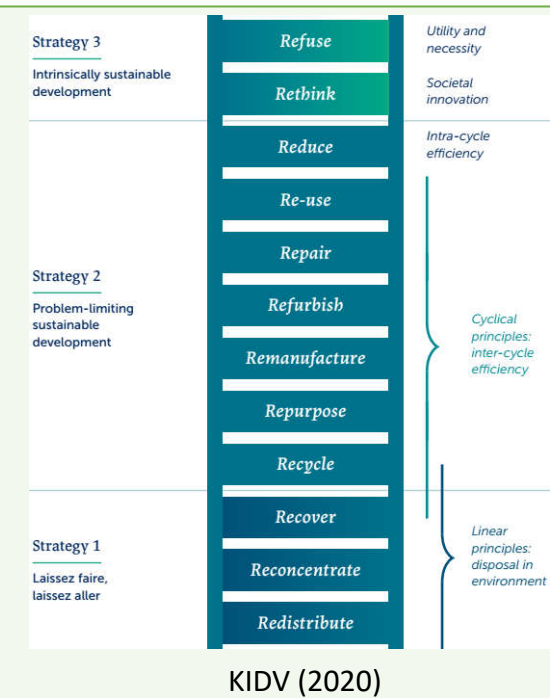 Strategy 3
Intrinsically sustainable
development
Refuse
Utility and
necessity
Rethink
Societal
innovation
Strategy 2
Problem-limiting
sustainable
development
Reduce
Intra-cycle
efficiency
Re-use
Repair
Refurbish
Remanufacture
Repurpose
Recycle
Cyclical
principles:
inter-cycle
efficiency
Strategy 1
Laissez faire,
laissez aller
Recover
Reconcentrate
Redistribute
Linear
principles:
disposal in
environment
KIDV (2020)